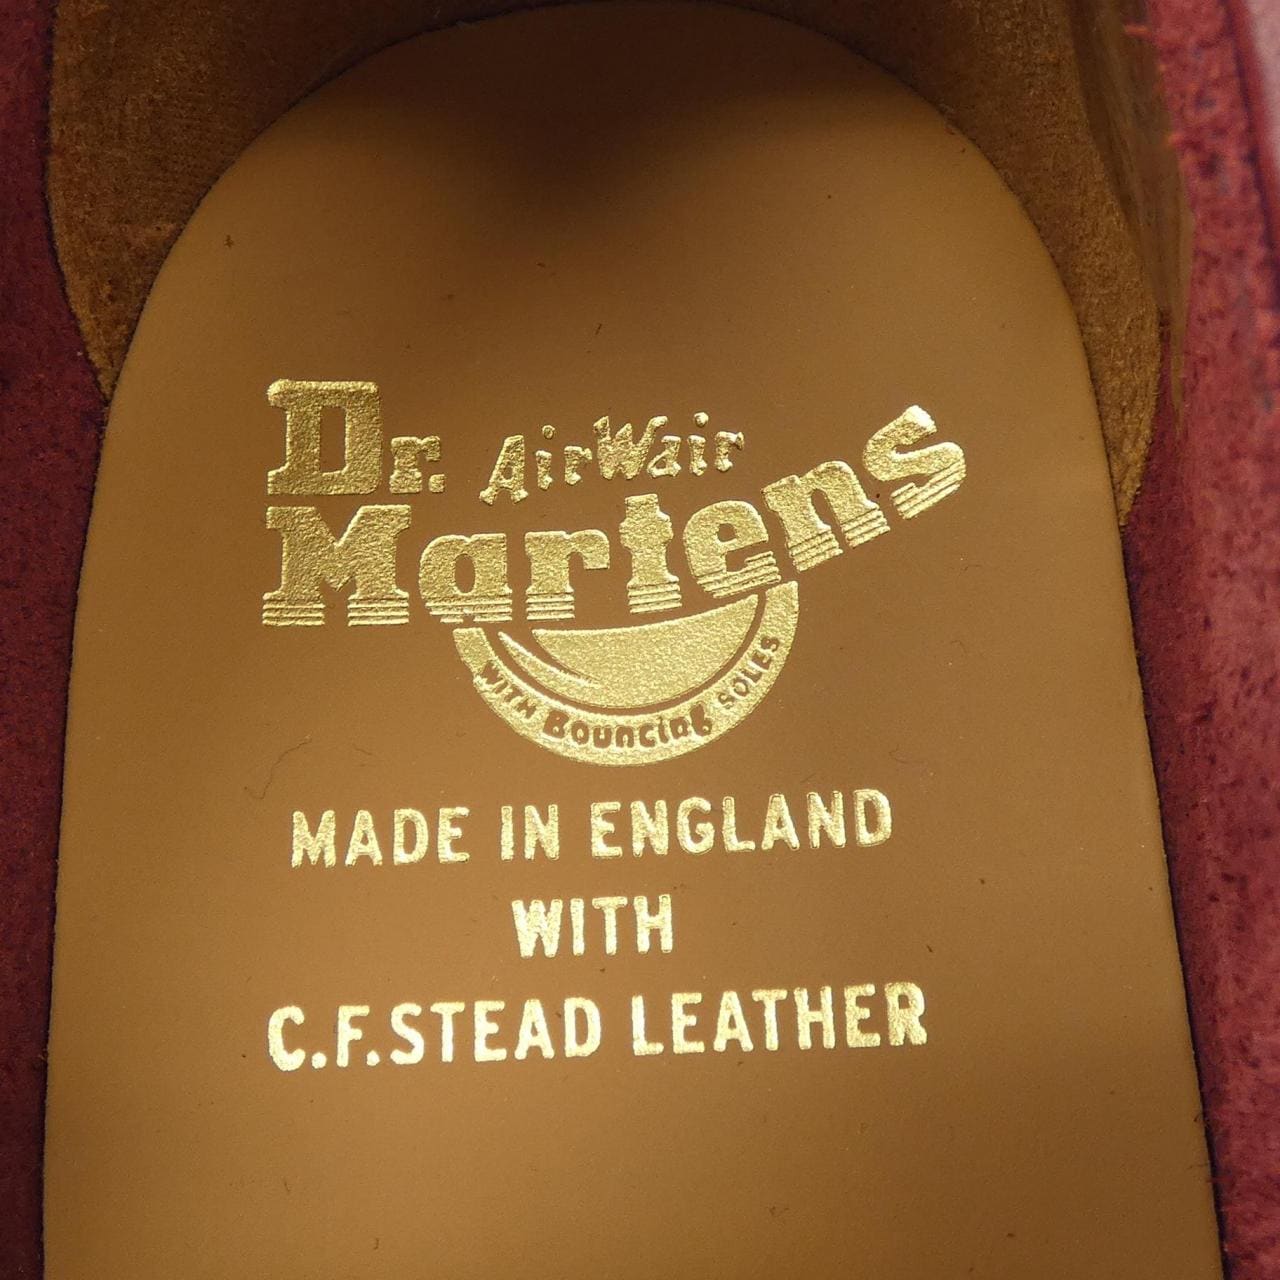 Dr. AirWair
Martens
WITH Bouncing SOLES
MADE IN ENGLAND
WITH
C.F.STEAD LEATHER